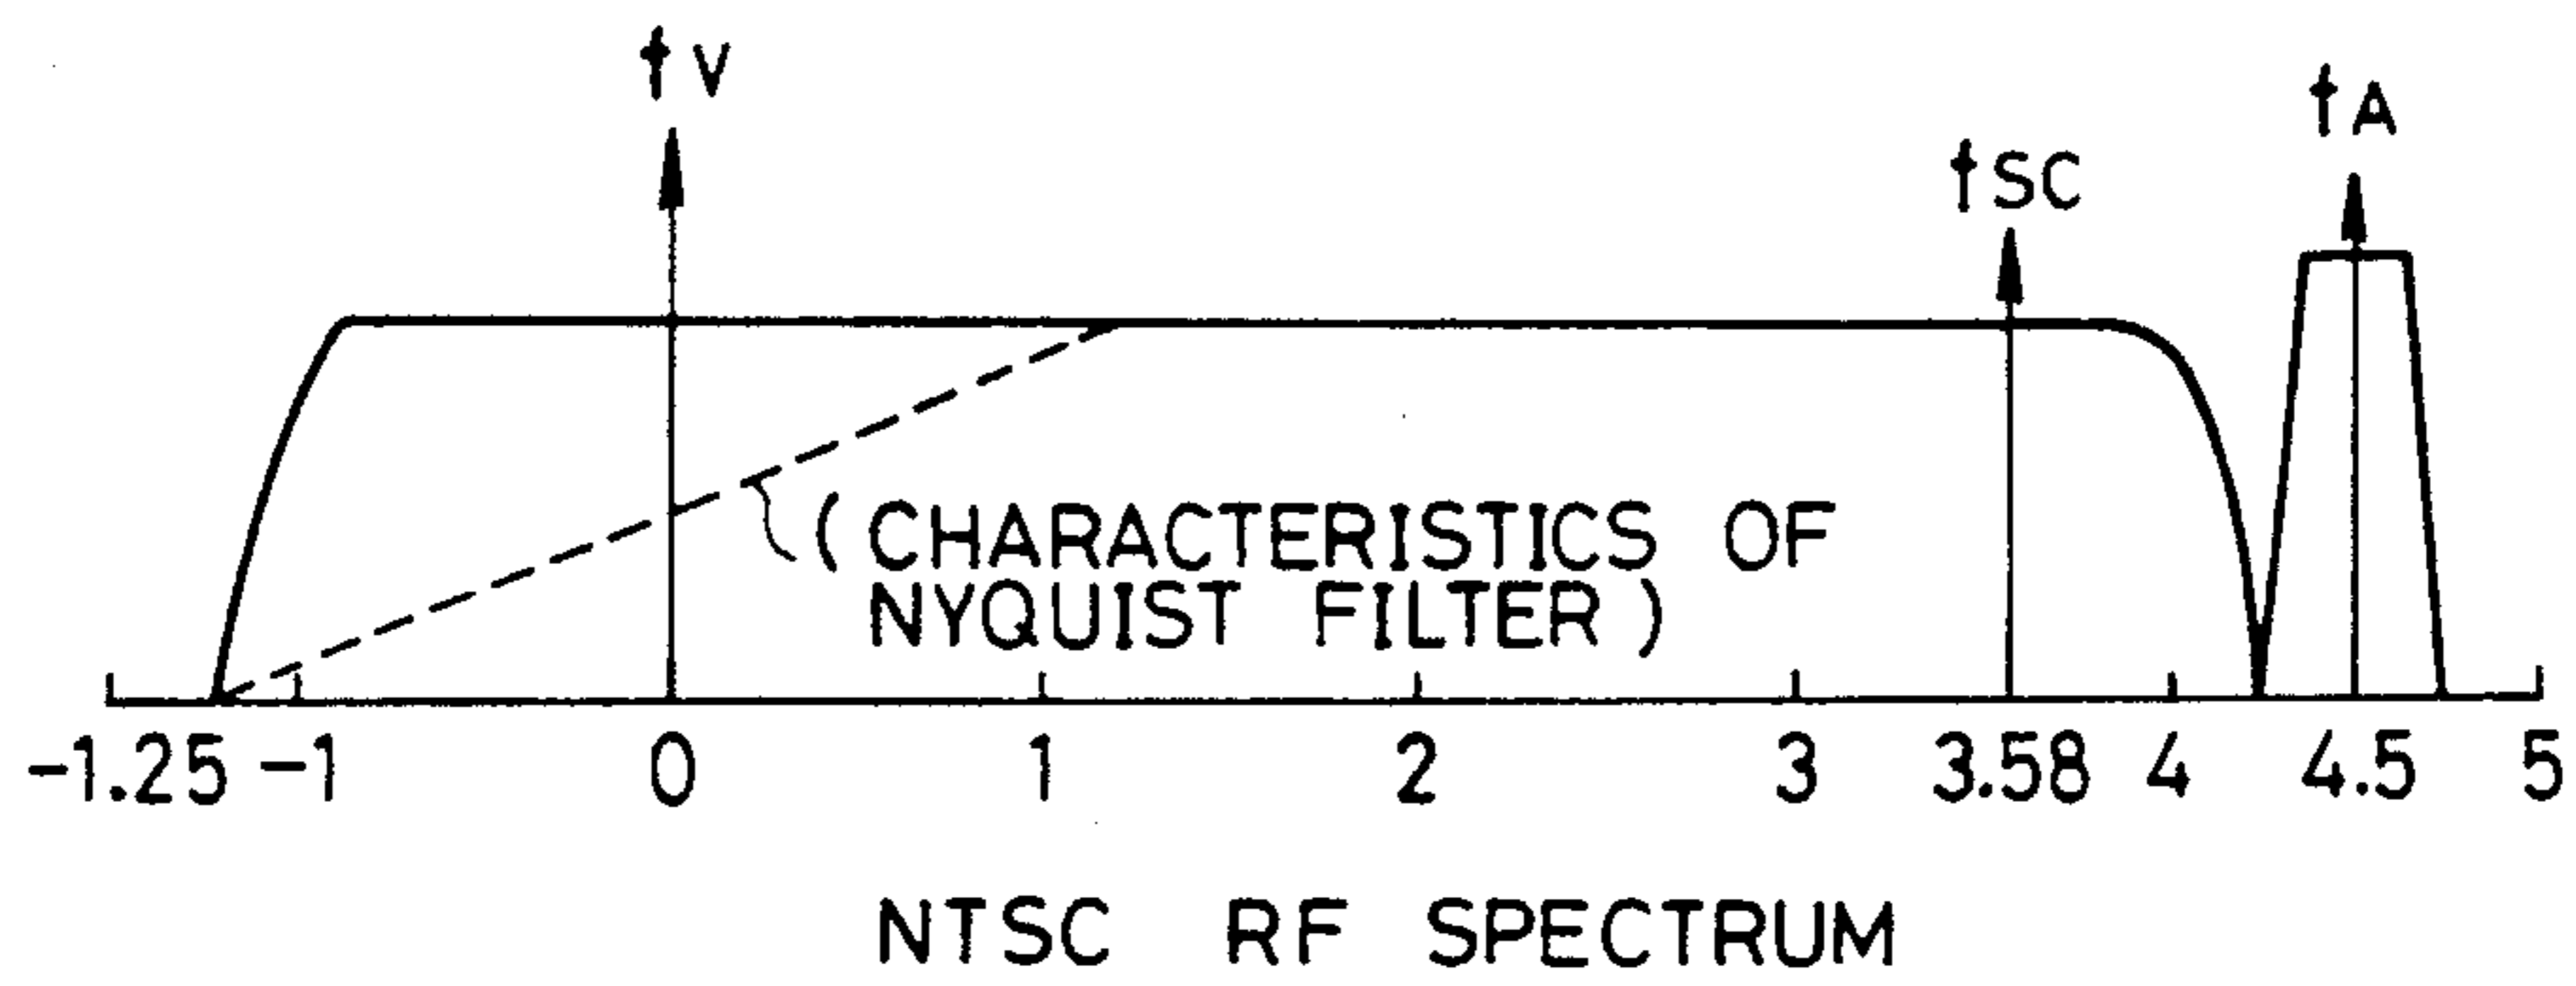 fV
fSC
fA
(CHARACTERISTICS OF
NYQUIST FILTER)
-1.25 -1 0 1 2 3 3.58 4 4.5 5
NTSC RF SPECTRUM